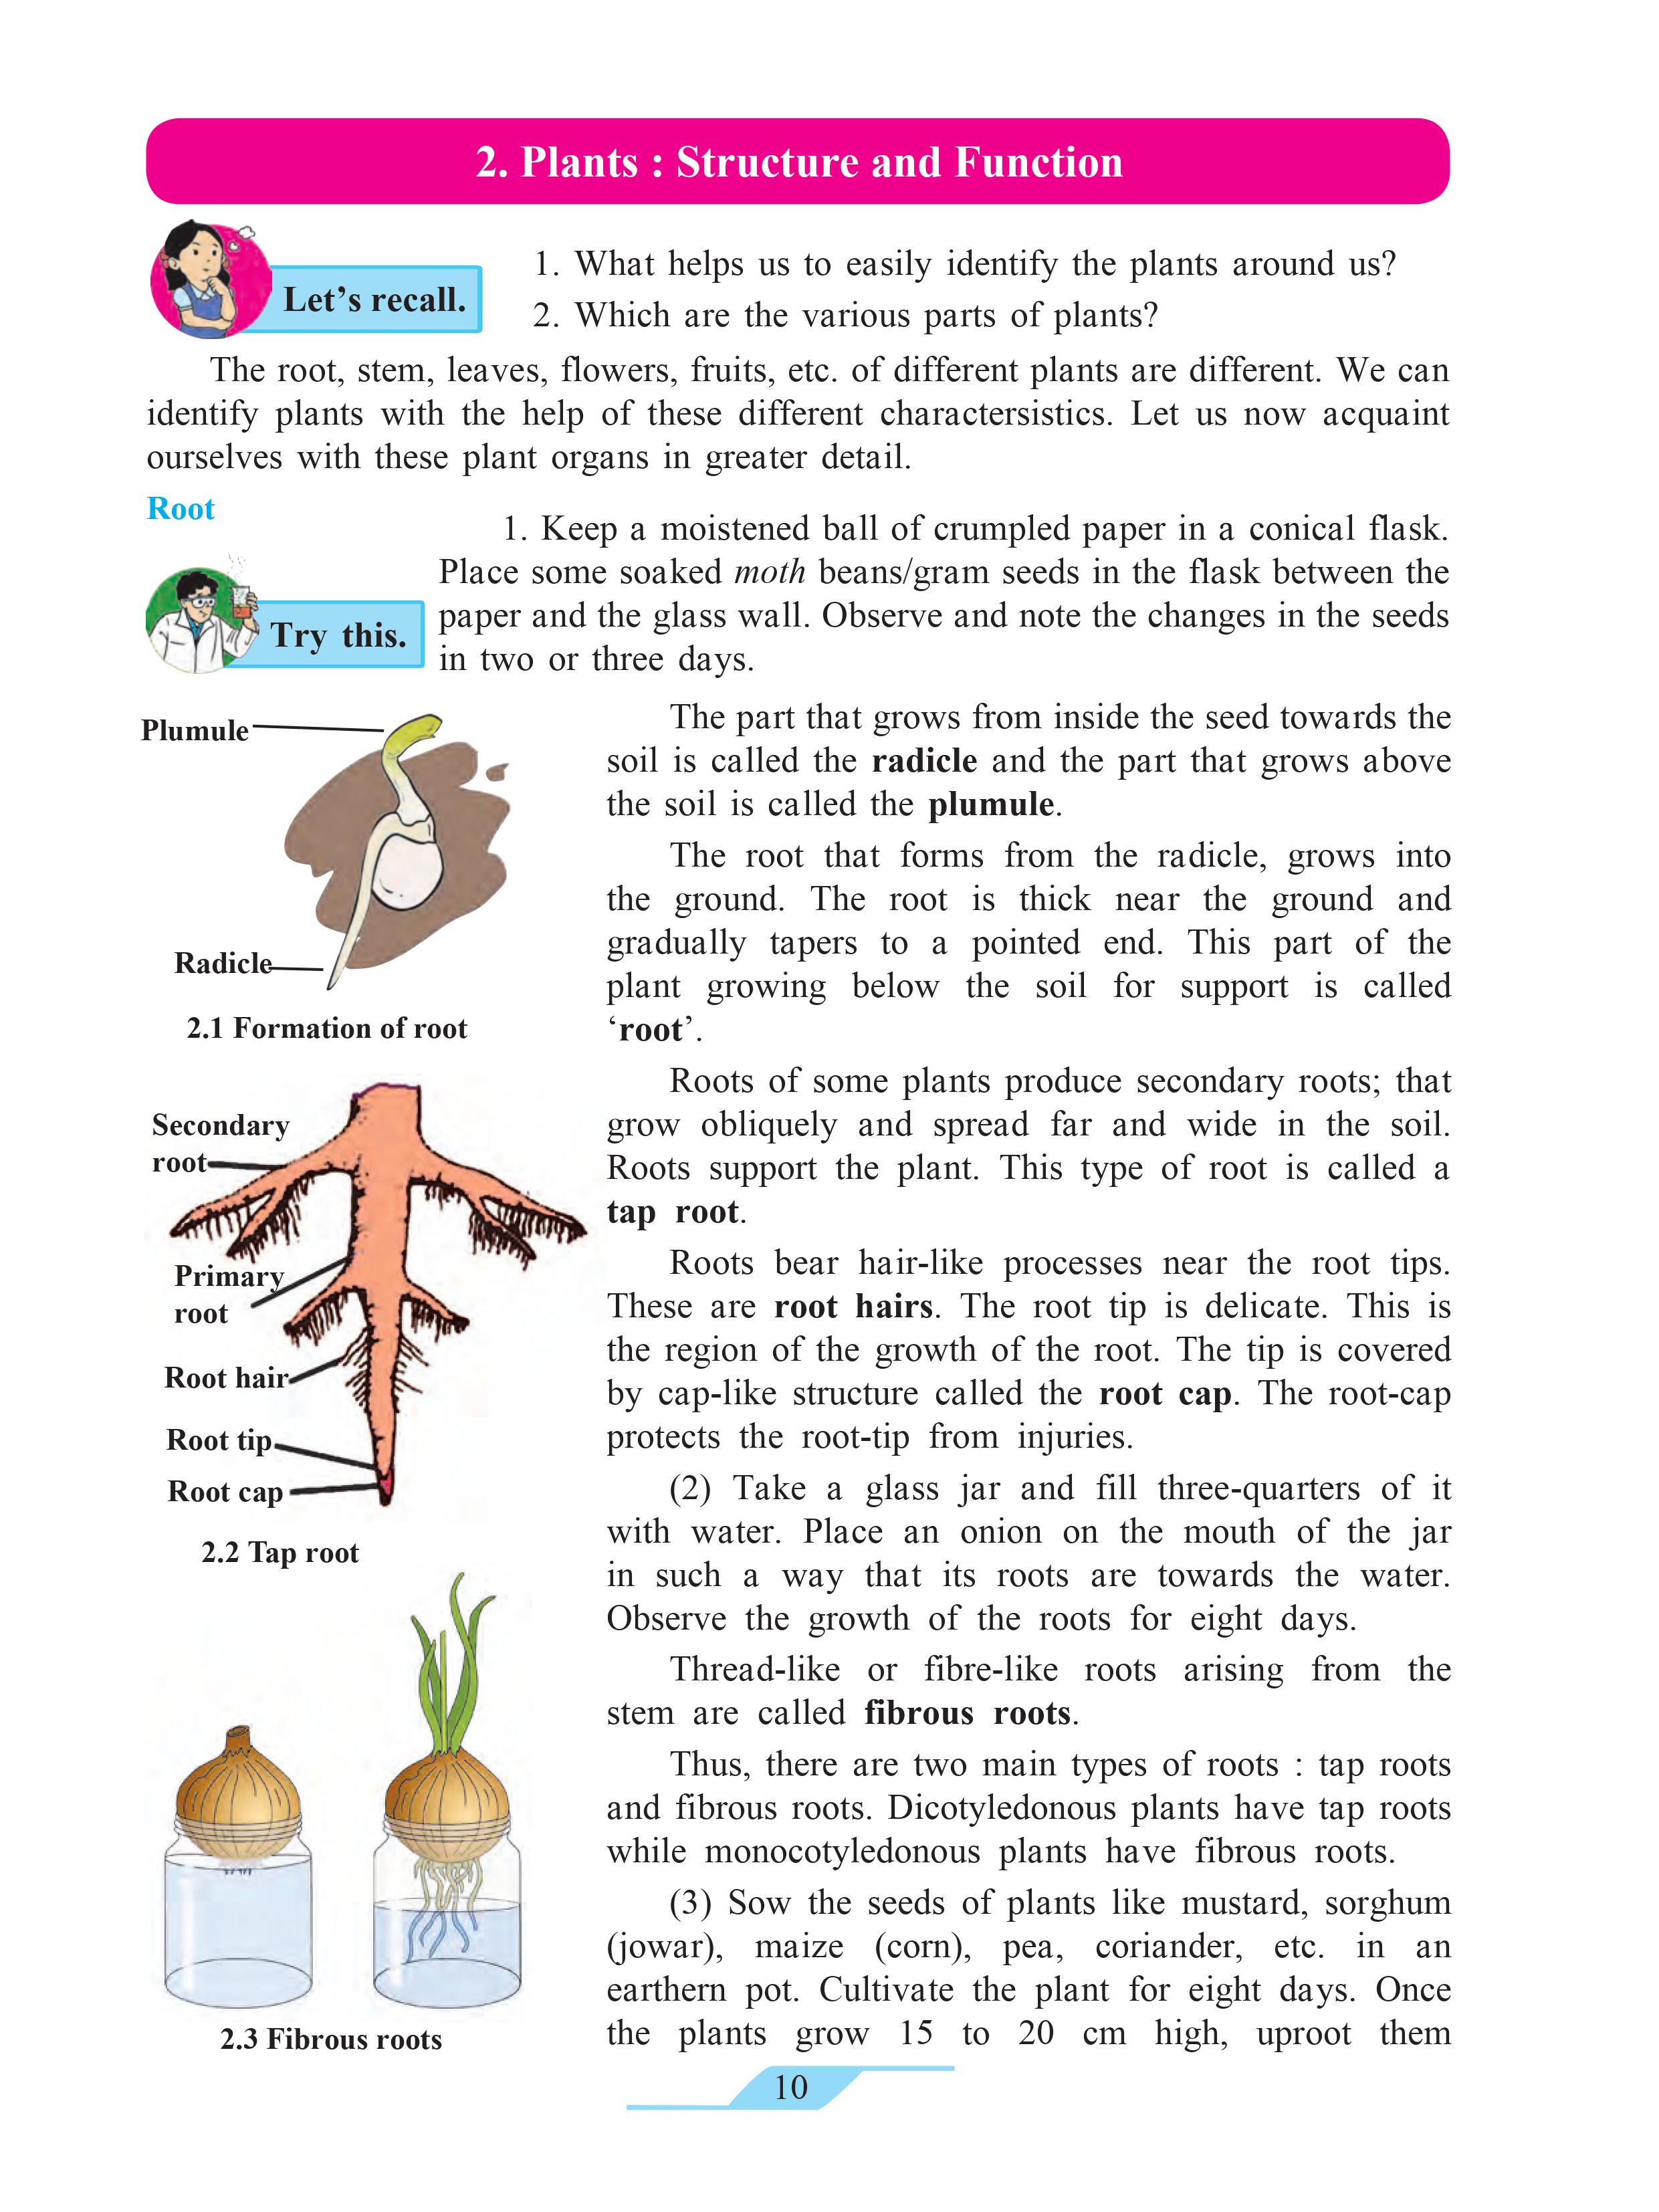 2. Plants : Structure and Function
Let’s recall.
1. What helps us to easily identify the plants around us?
2. Which are the various parts of plants?
The root, stem, leaves, flowers, fruits, etc. of different plants are different. We can
identify plants with the help of these different charactersistics. Let us now acquaint
ourselves with these plant organs in greater detail.
Root
Try this.
1. Keep a moistened ball of crumpled paper in a conical flask.
Place some soaked moth beans/gram seeds in the flask between the
paper and the glass wall. Observe and note the changes in the seeds
in two or three days.
Plumule
Radicle
2.1 Formation of root
The part that grows from inside the seed towards the
soil is called the radicle and the part that grows above
the soil is called the plumule.
The root that forms from the radicle, grows into
the ground. The root is thick near the ground and
gradually tapers to a pointed end. This part of the
plant growing below the soil for support is called
‘root’.
Secondary
root
Primary
root
Root hair
Root tip
Root cap
2.2 Tap root
Roots of some plants produce secondary roots; that
grow obliquely and spread far and wide in the soil.
Roots support the plant. This type of root is called a
tap root.
Roots bear hair-like processes near the root tips.
These are root hairs. The root tip is delicate. This is
the region of the growth of the root. The tip is covered
by cap-like structure called the root cap. The root-cap
protects the root-tip from injuries.
(2) Take a glass jar and fill three-quarters of it
with water. Place an onion on the mouth of the jar
in such a way that its roots are towards the water.
Observe the growth of the roots for eight days.
Thread-like or fibre-like roots arising from the
stem are called fibrous roots.
Thus, there are two main types of roots : tap roots
and fibrous roots. Dicotyledonous plants have tap roots
while monocotyledonous plants have fibrous roots.
(3) Sow the seeds of plants like mustard, sorghum
(jowar), maize (corn), pea, coriander, etc. in an
earthern pot. Cultivate the plant for eight days. Once
the plants grow 15 to 20 cm high, uproot them
2.3 Fibrous roots
10